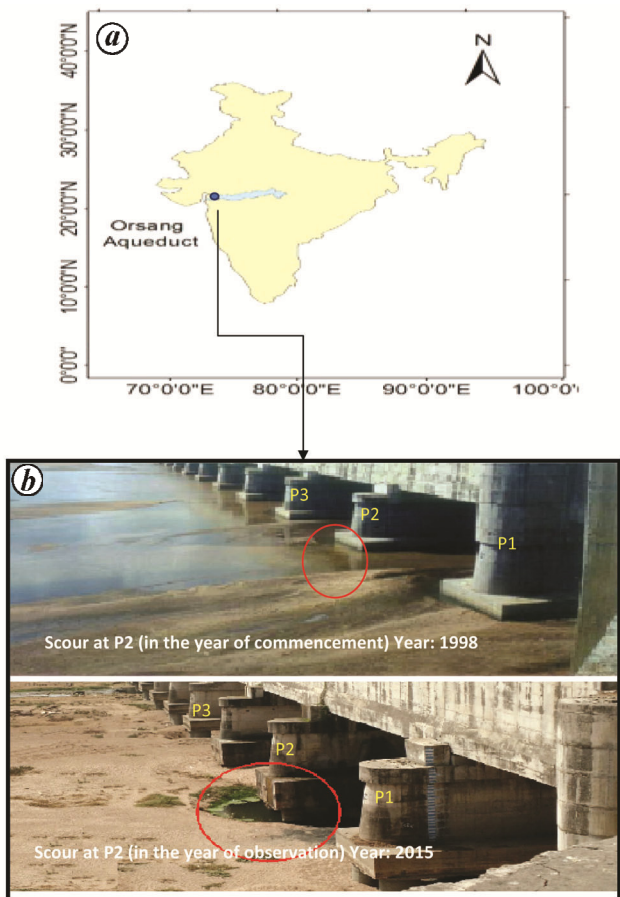 a
N
40°0'0"N
30°0'0"N
20°0'0"N
10°0'0"N
0°0'0"
Orsang
Aqueduct
70°0'0"E
80°0'0"E
90°0'0"E
100°0'
b
P3
P2
P1
Scour at P2 (in the year of commencement) Year: 1998
P3
P2
P1
Scour at P2 (in the year of observation) Year: 2015